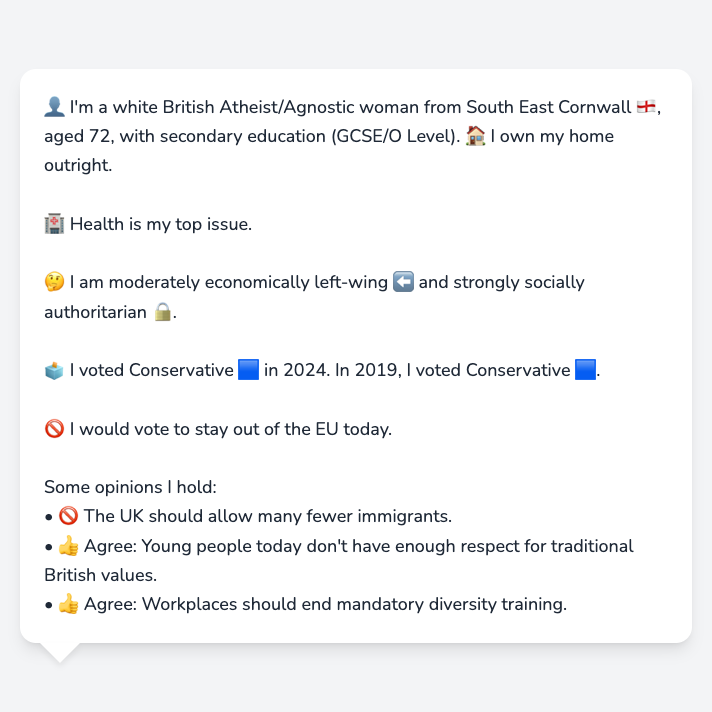 👤 I'm a white British Atheist/Agnostic woman from South East Cornwall 🏴󠁧󠁢󠁥󠁮󠁧󠁿,
aged 72, with secondary education (GCSE/O Level). 🏠 I own my home
outright.
🏥 Health is my top issue.
🤔 I am moderately economically left-wing ⬅️ and strongly socially
authoritarian 🔒.
🗳️ I voted Conservative 🟦 in 2024. In 2019, I voted Conservative 🟦.
🚫 I would vote to stay out of the EU today.
Some opinions I hold:
• 🚫 The UK should allow many fewer immigrants.
• 👍 Agree: Young people today don't have enough respect for traditional
British values.
• 👍 Agree: Workplaces should end mandatory diversity training.